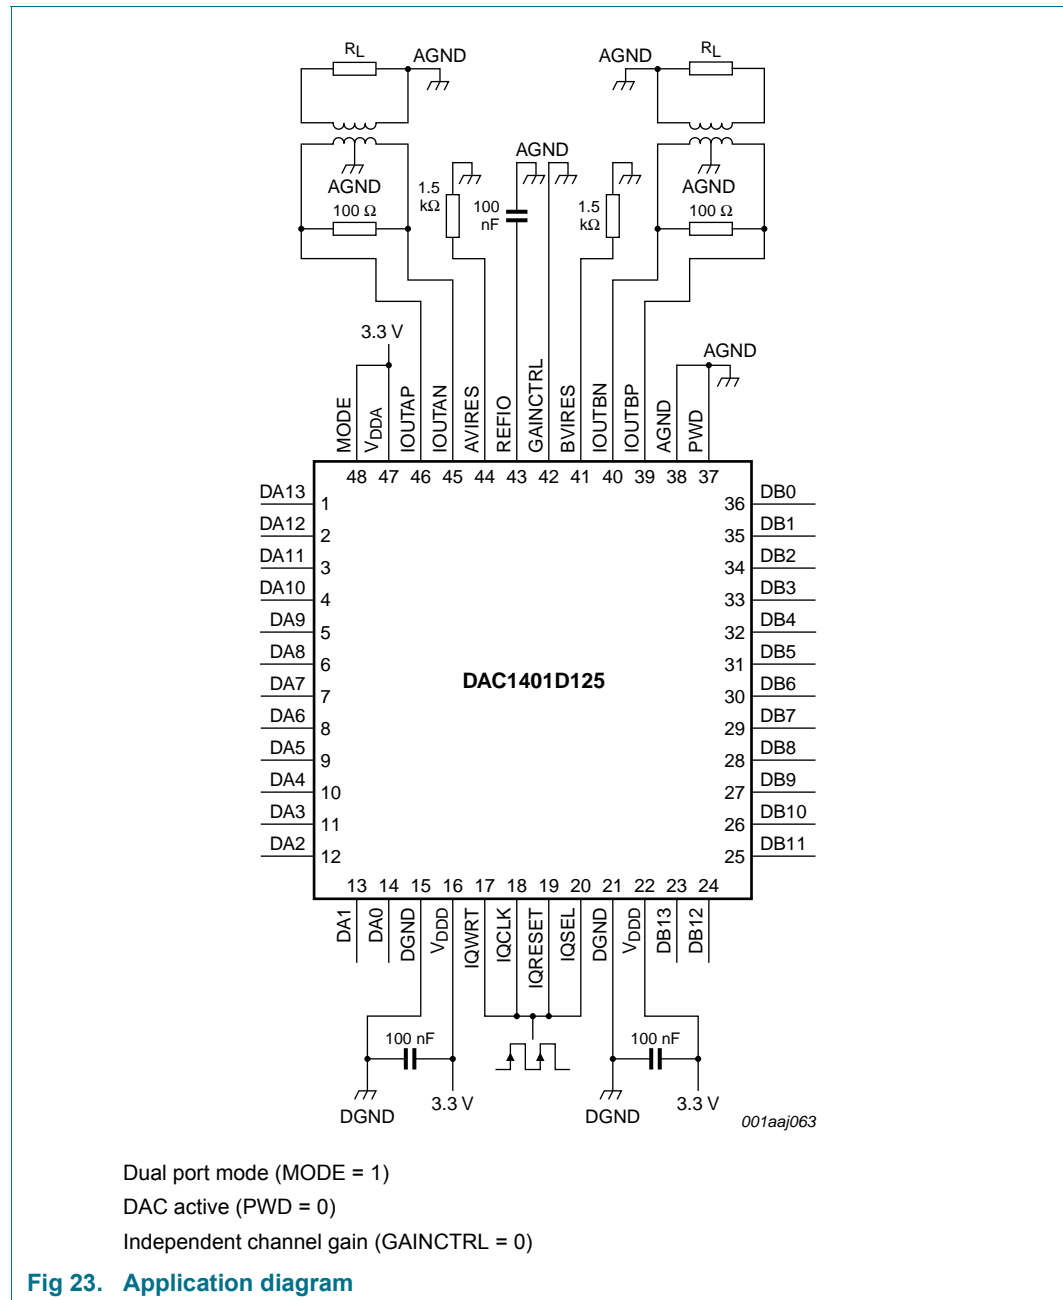 RL
AGND
AGND
RL
AGND
100 Ω
1.5
kΩ
100
nF
AGND
1.5
kΩ
AGND
100 Ω
3.3 V
AGND
MODE
VDDA
IOUTAP
IOUTAN
AVIRES
REFIO
GAINCTRL
BVIRES
IOUTBN
IOUTBP
AGND
PWD
48 47 46 45 44 43 42 41 40 39 38 37
DA13 1
36 DB0
DA12 2
35 DB1
DA11 3
34 DB2
DA10 4
33 DB3
DA9 5
32 DB4
DA8 6
31 DB5
DAC1401D125
DA7 7
30 DB6
DA6 8
29 DB7
DA5 9
28 DB8
DA4 10
27 DB9
DA3 11
26 DB10
DA2 12
25 DB11
13 14 15 16 17 18 19 20 21 22 23 24
DA1
DA0
DGND
VDDD
IQWRT
IQCLK
IQRESET
IQSEL
DGND
VDDD
DB13
DB12
100 nF
100 nF
DGND
3.3 V
DGND
3.3 V
001aaj063
Dual port mode (MODE = 1)
DAC active (PWD = 0)
Independent channel gain (GAINCTRL = 0)
Fig 23. Application diagram